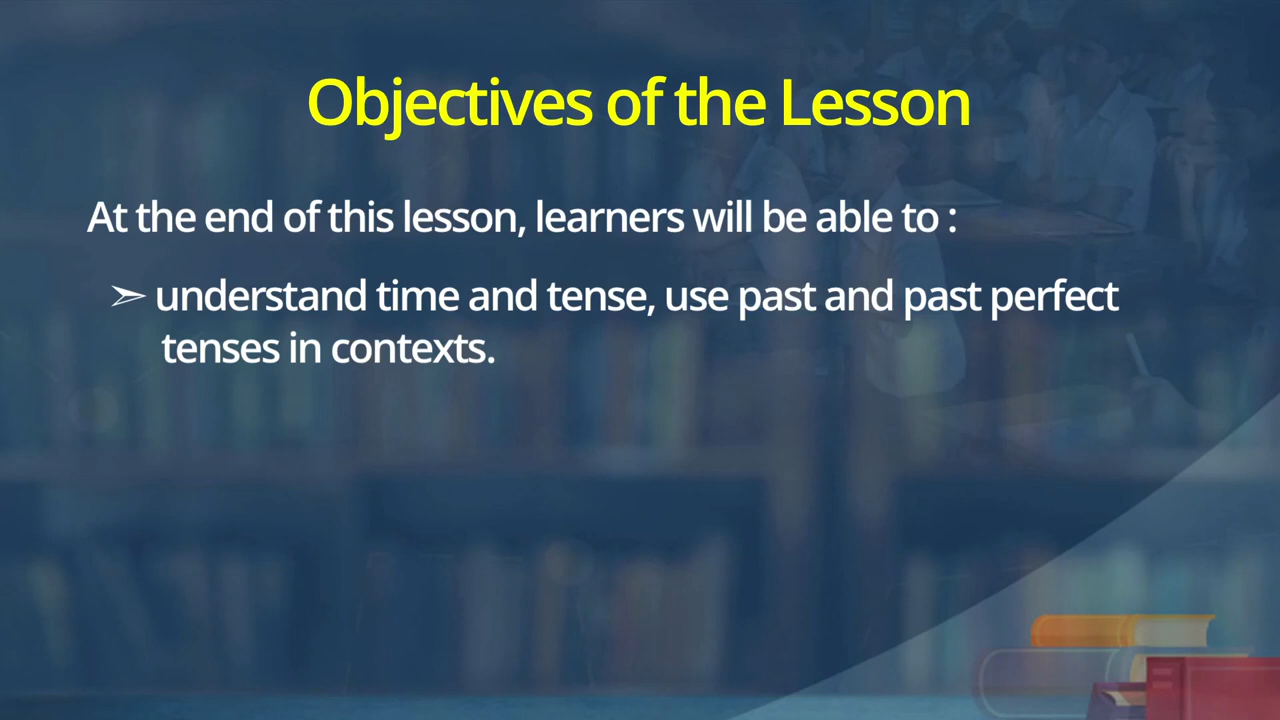 Objectives of the Lesson
At the end of this lesson, learners will be able to :
➢ understand time and tense, use past and past perfect
tenses in contexts.